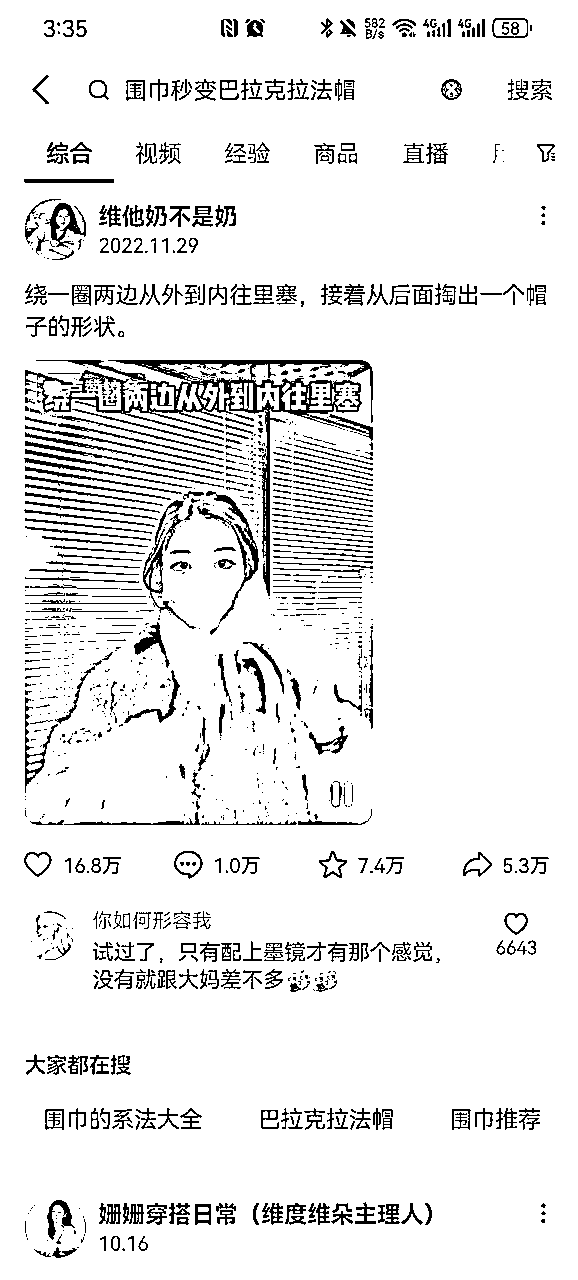 3:35
582 B/s 4G 4G 58
围巾秒变巴拉克拉法帽 搜索
综合 视频 经验 商品 直播
维他奶不是奶
2022.11.29
绕一圈两边从外到内往里塞，接着从后面掏出一个帽
子的形状。
绕一圈两边从外到内往里塞
16.8万 1.0万 7.4万 5.3万
你如何形容我
试过了，只有配上墨镜才有那个感觉，
没有就跟大妈差不多
6643
大家都在搜
围巾的系法大全 巴拉克拉法帽 围巾推荐
姗姗穿搭日常（维度维朵主理人）
10.16